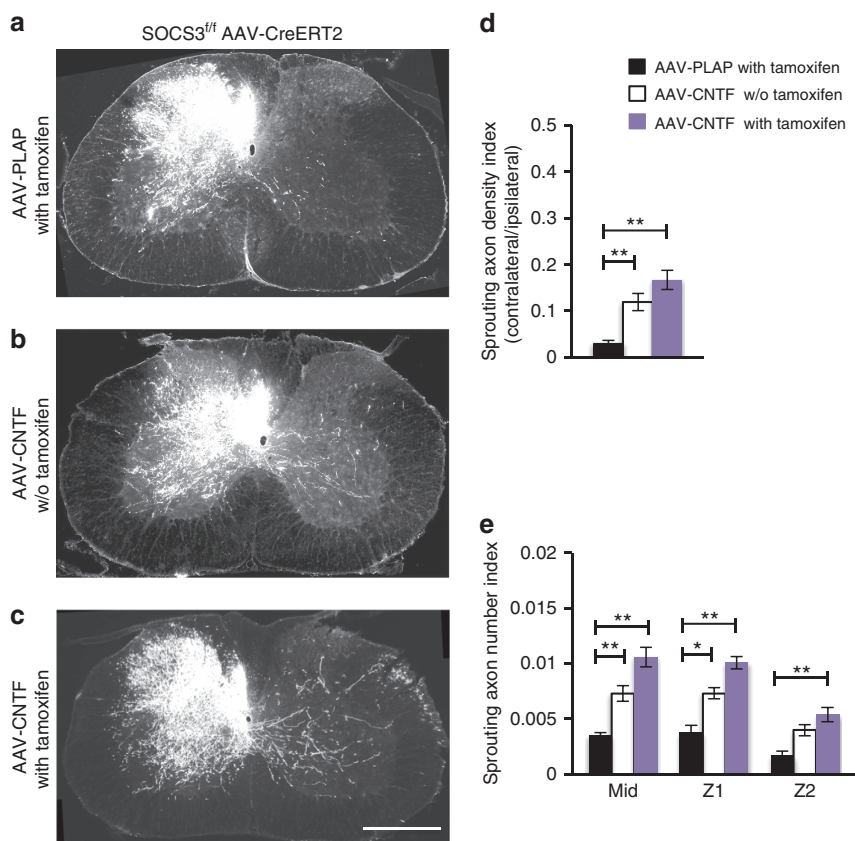 a
SOCS3f/f AAV-CreERT2
AAV-PLAP
with tamoxifen
b
AAV-CNTF
w/o tamoxifen
c
AAV-CNTF
with tamoxifen
d
AAV-PLAP with tamoxifen
AAV-CNTF w/o tamoxifen
AAV-CNTF with tamoxifen
Sprouting axon density index
(contralateral/ipsilateral)
0.5
0.4
0.3
0.2
0.1
0
**
**
e
Sprouting axon number index
0.02
0.015
0.01
0.005
0
**
**
**
*
**
Mid
Z1
Z2